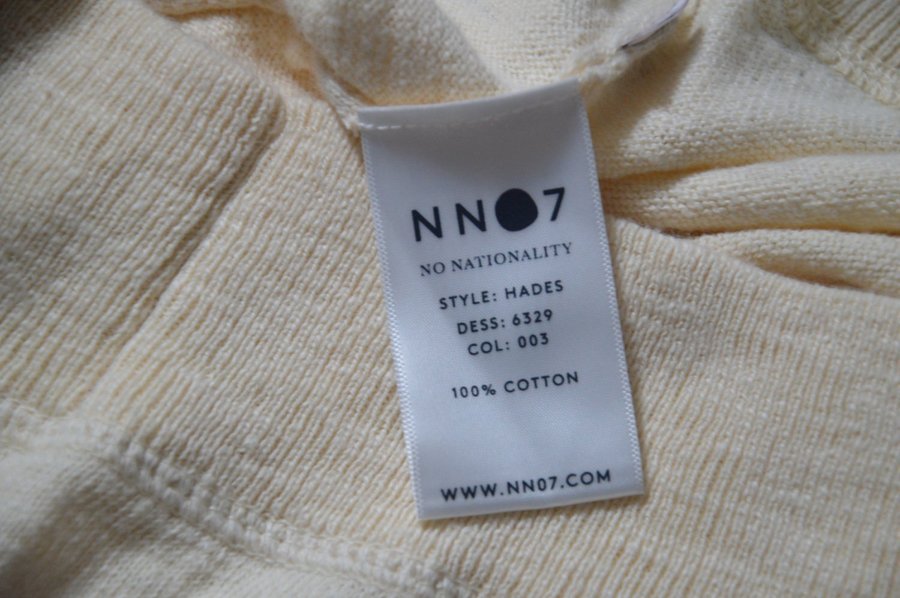 NN07
NO NATIONALITY
STYLE: HADES
DESS: 6329
COL: 003
100% COTTON
WWW.NN07.COM